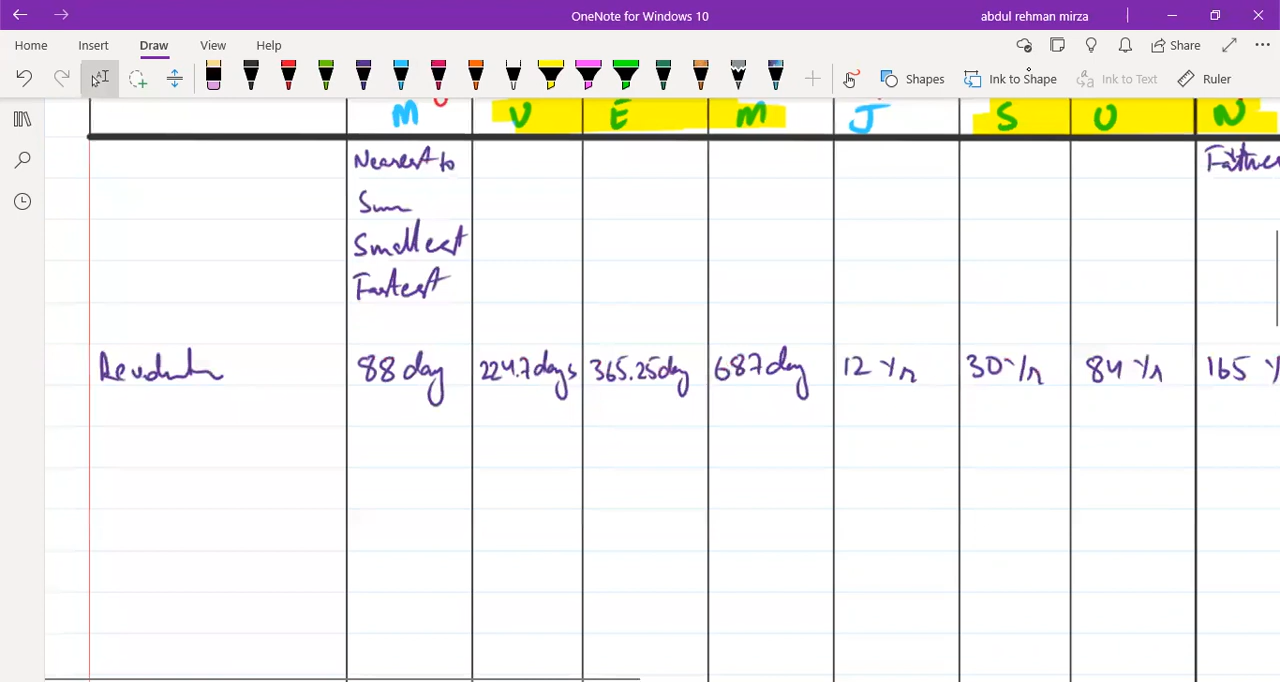 OneNote for Windows 10
abdul rehman mirza
Home Insert Draw View Help
Share
Shapes
Ink to Shape
Ink to Text
Ruler
M V E M J S U N
Nearest to
Sun
Smallest
Fastest
88 day 224.7 days 365.25 day 687 day 12 Yr 30 Yr 84 Yr 165 Y